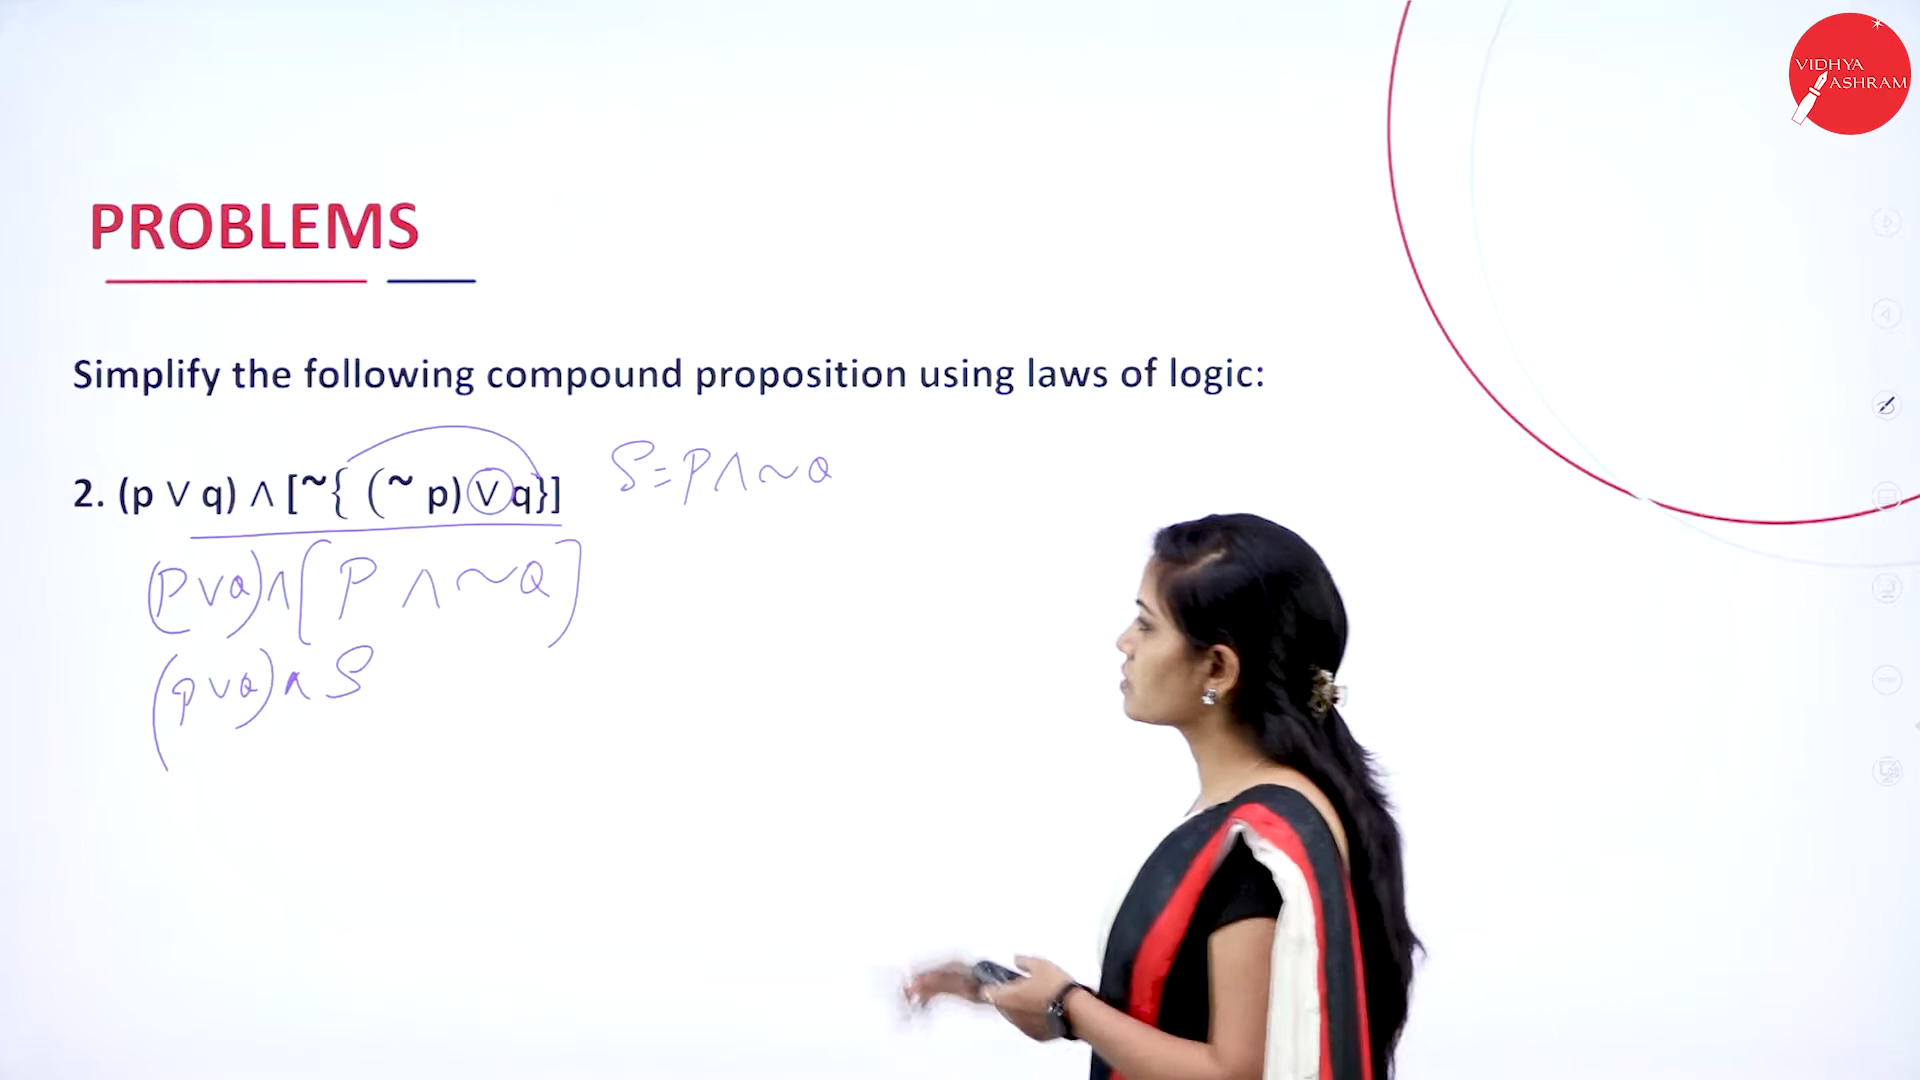 VIDHYA
ASHRAM
PROBLEMS
Simplify the following compound proposition using laws of logic:
2. (p ∨ q) ∧ [~{ (~ p) ∨ q}]
S = P ∧ ~ Q
(P ∨ Q) ∧ [ P ∧ ~ Q ]
(P ∨ Q) ∧ S
(